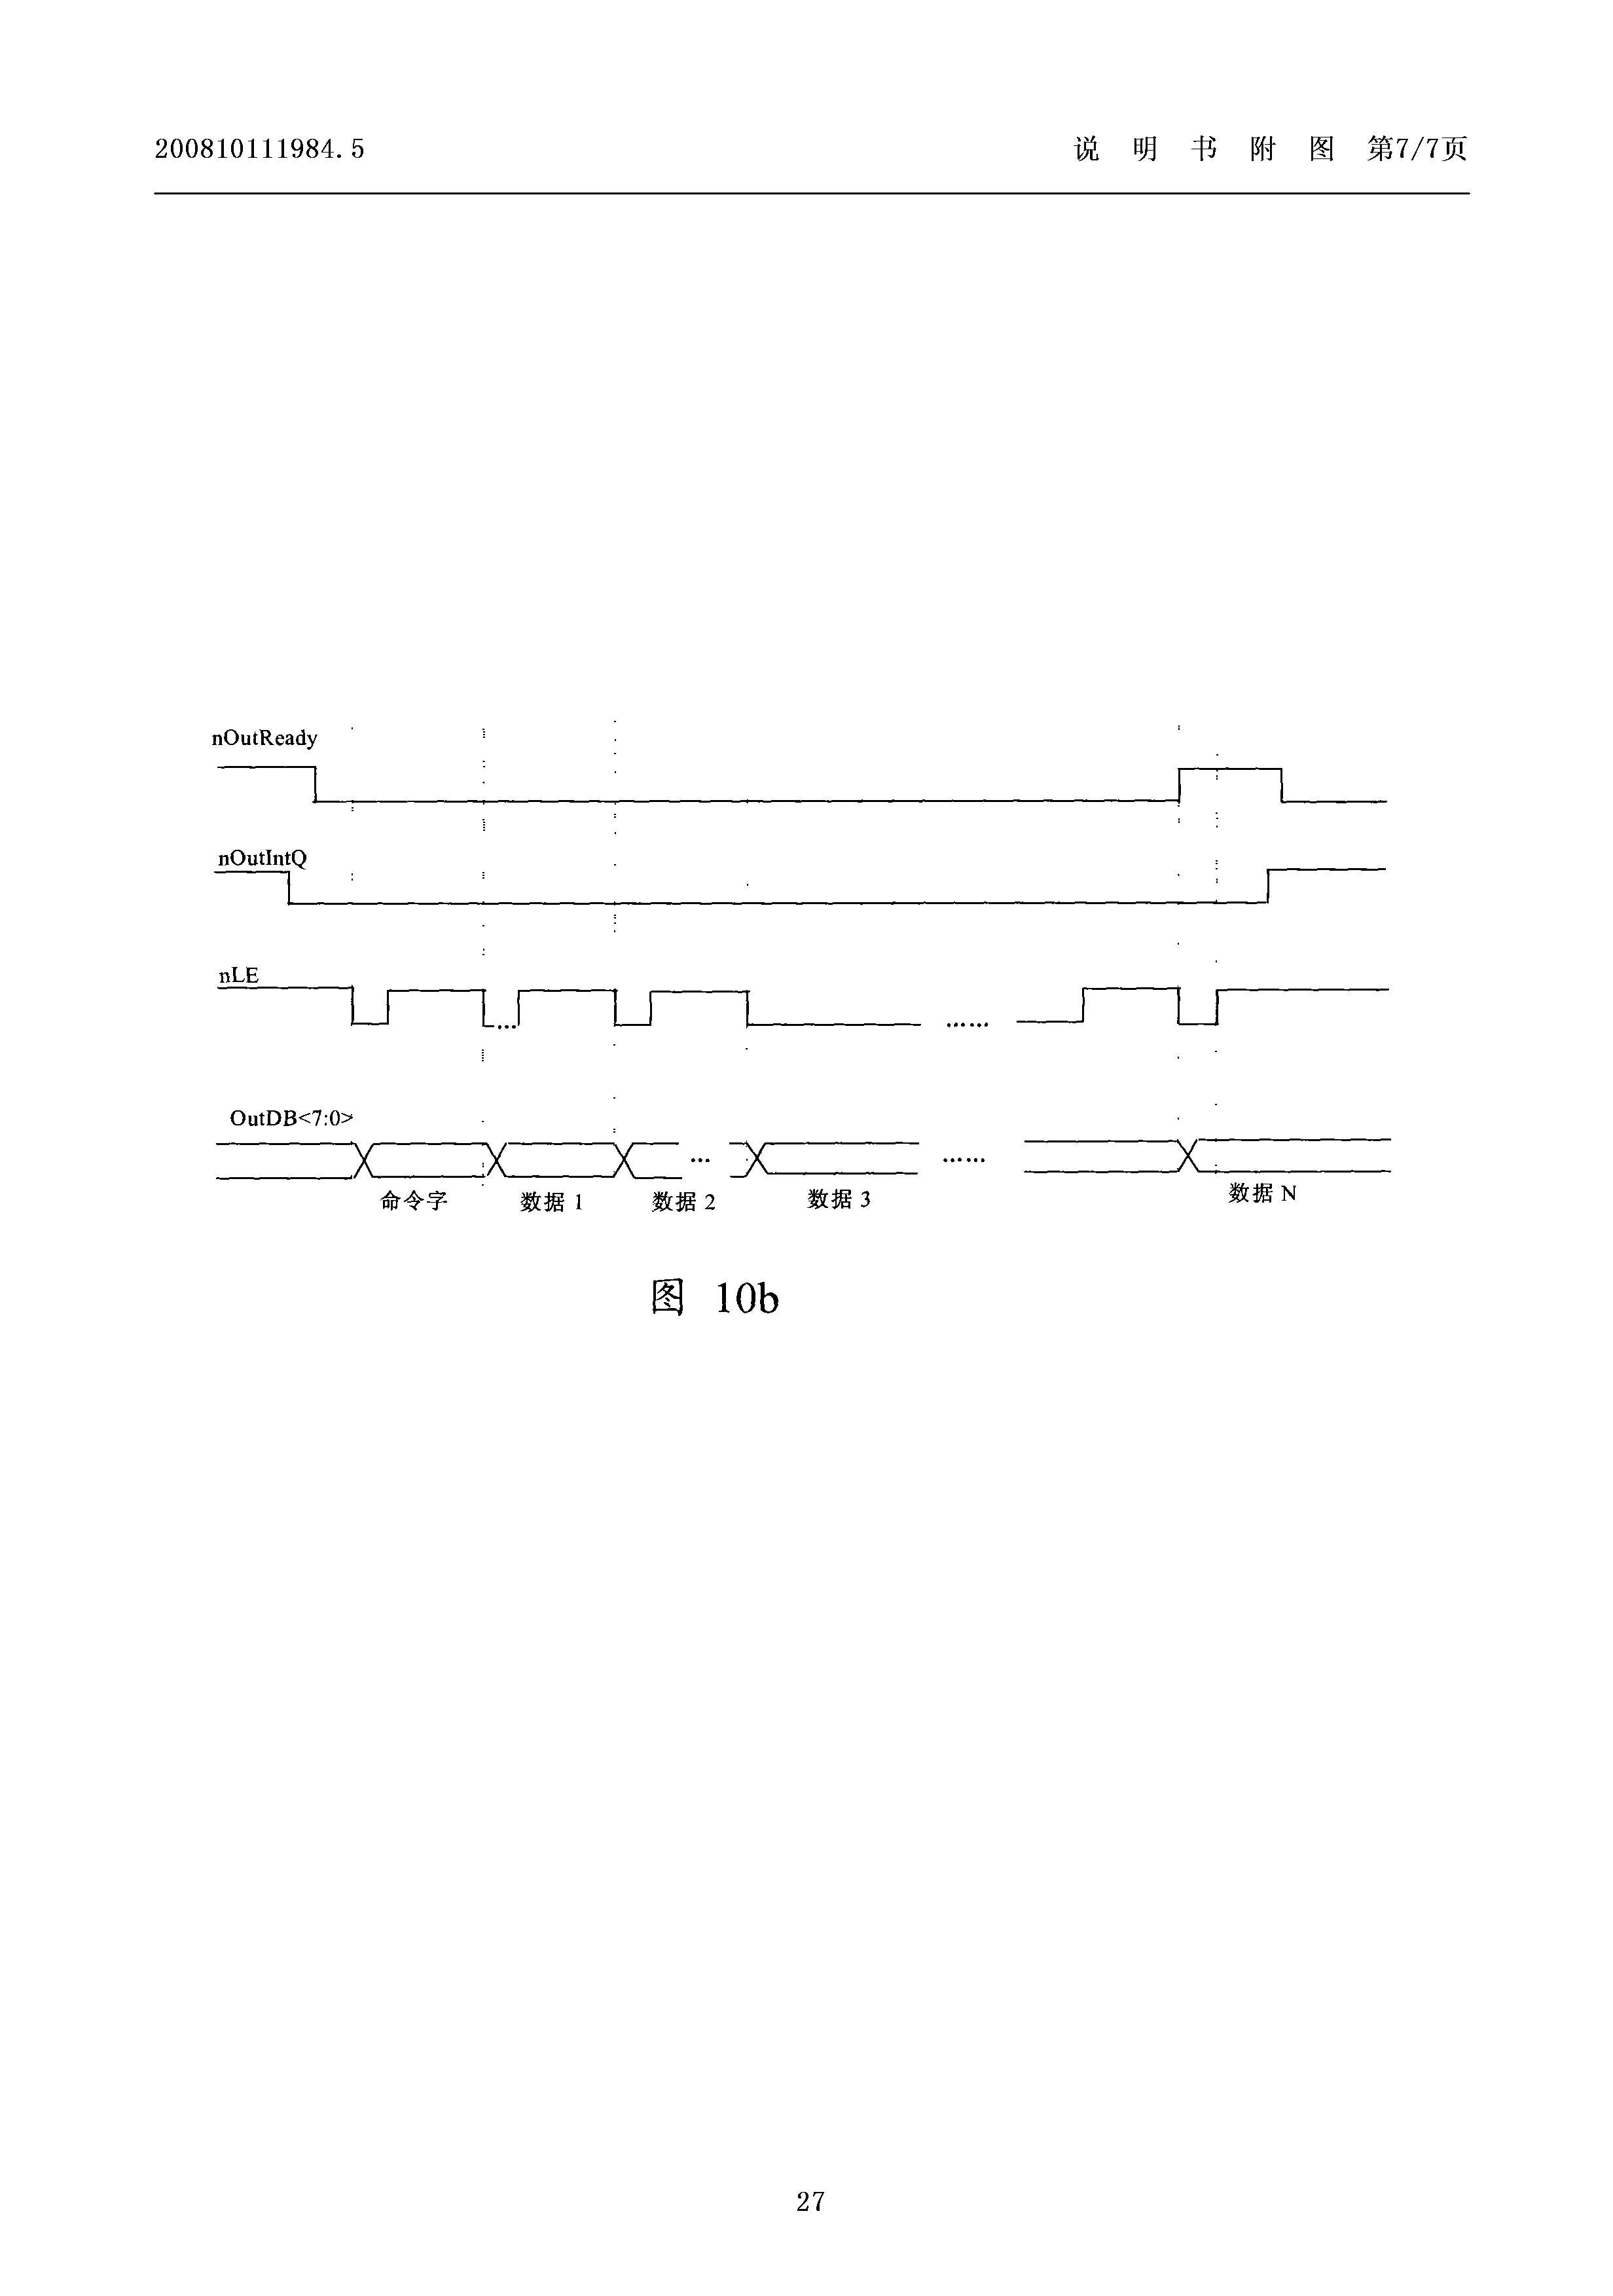 200810111984.5 说明书附图 第7/7页
nOutReady
nOutIntQ
nLE
...
......
OutDB<7:0>
... ......
命令字 数据 1 数据 2 数据 3 数据 N
图 10b
27